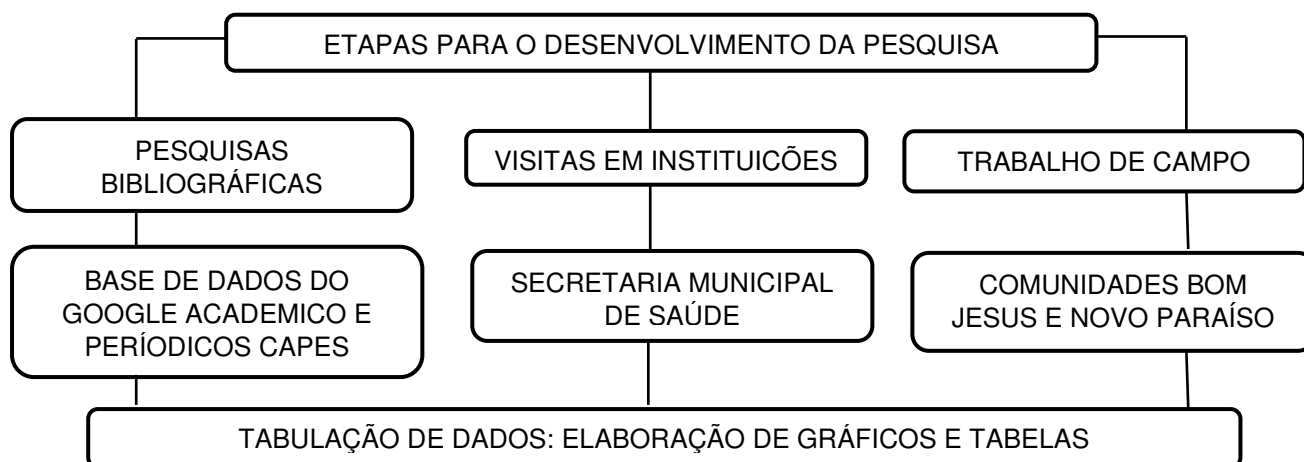 ETAPAS PARA O DESENVOLVIMENTO DA PESQUISA
PESQUISAS
BIBLIOGRÁFICAS
VISITAS EM INSTITUICÕES
TRABALHO DE CAMPO
BASE DE DADOS DO
GOOGLE ACADEMICO E
PERÍODICOS CAPES
SECRETARIA MUNICIPAL
DE SAÚDE
COMUNIDADES BOM
JESUS E NOVO PARAÍSO
TABULAÇÃO DE DADOS: ELABORAÇÃO DE GRÁFICOS E TABELAS